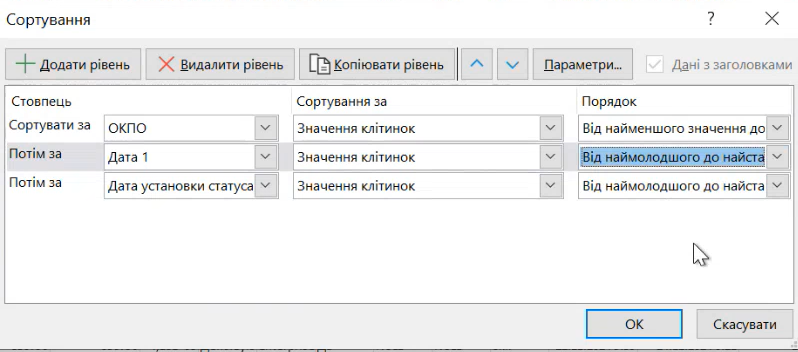 Сортування
Додати рівень Видалити рівень Копіювати рівень Параметри... Дані з заголовками
Стовпець Сортування за Порядок
Сортувати за ОКПО Значення клітинок Від найменшого значення до
Потім за Дата 1 Значення клітинок Від наймолодшого до найста
Потім за Дата установки статуса Значення клітинок Від наймолодшого до найста
ОК Скасувати